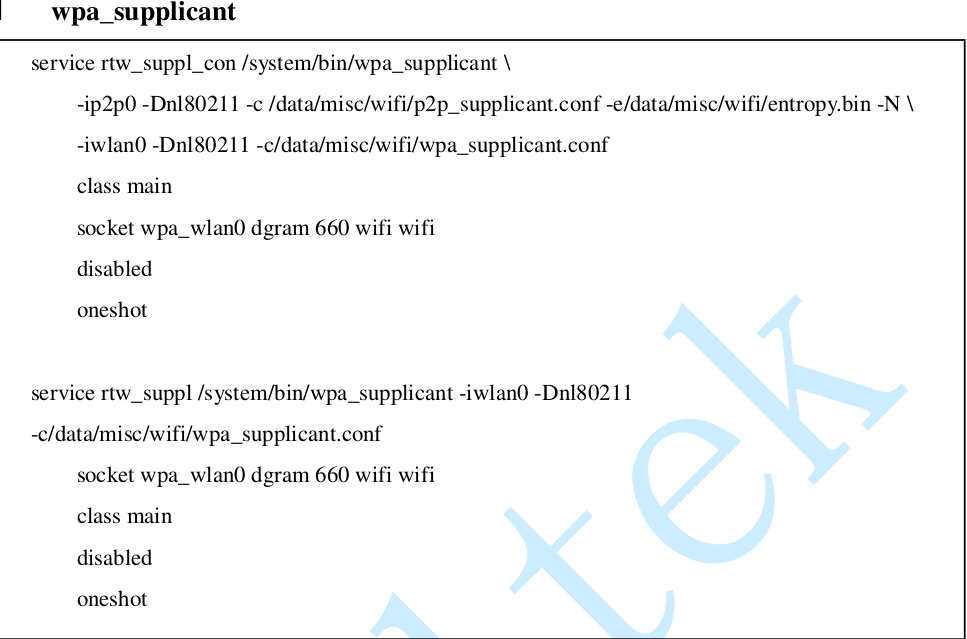 wpa_supplicant
service rtw_suppl_con /system/bin/wpa_supplicant \
-ip2p0 -Dnl80211 -c /data/misc/wifi/p2p_supplicant.conf -e/data/misc/wifi/entropy.bin -N \
-iwlan0 -Dnl80211 -c/data/misc/wifi/wpa_supplicant.conf
class main
socket wpa_wlan0 dgram 660 wifi wifi
disabled
oneshot
service rtw_suppl /system/bin/wpa_supplicant -iwlan0 -Dnl80211
-c/data/misc/wifi/wpa_supplicant.conf
socket wpa_wlan0 dgram 660 wifi wifi
class main
disabled
oneshot
tek